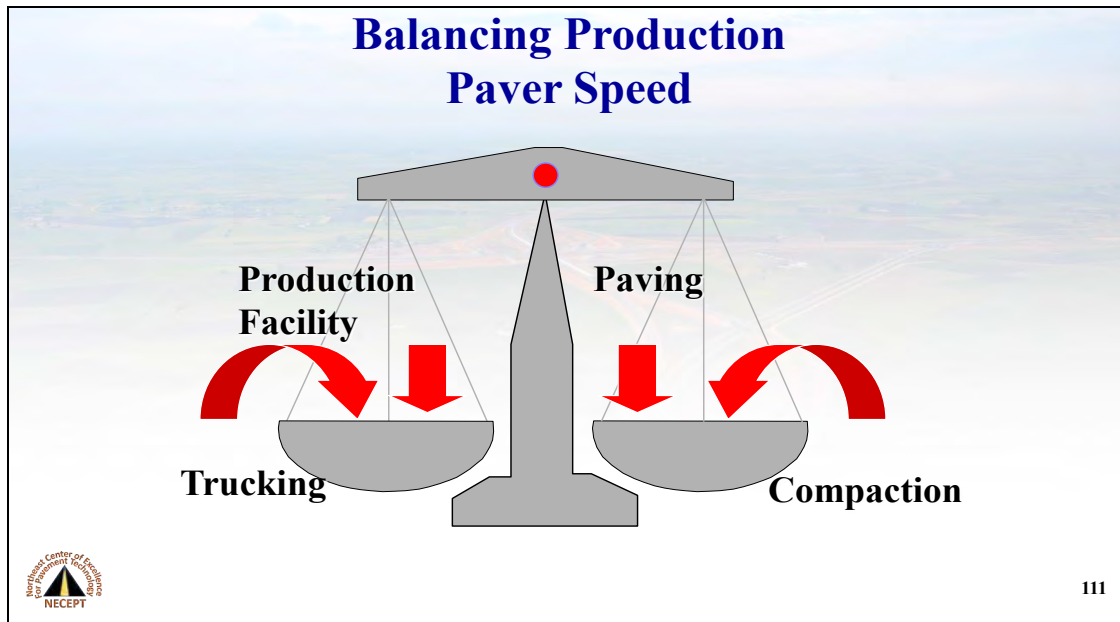 Balancing Production
Paver Speed
Production
Facility
Paving
Trucking
Compaction
Northeast Center of Excellence
For Pavement Technology
NECEPT
111